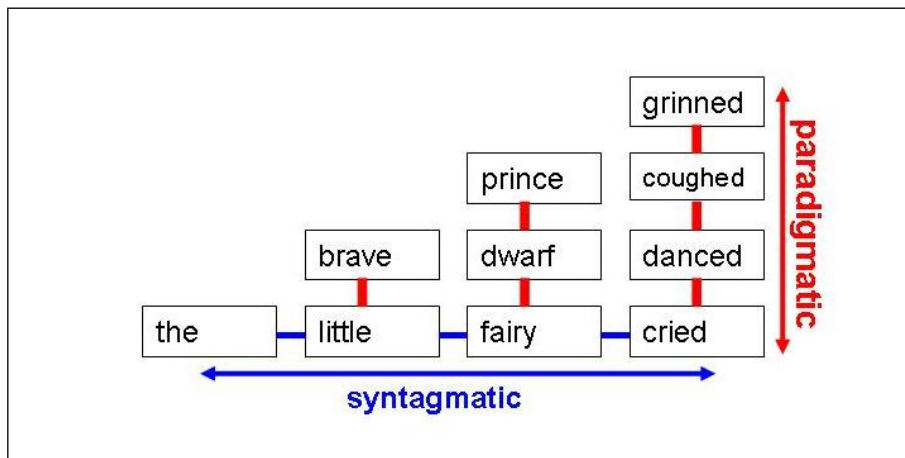 grinned
prince coughed
brave dwarf danced
the little fairy cried
syntagmatic
paradigmatic